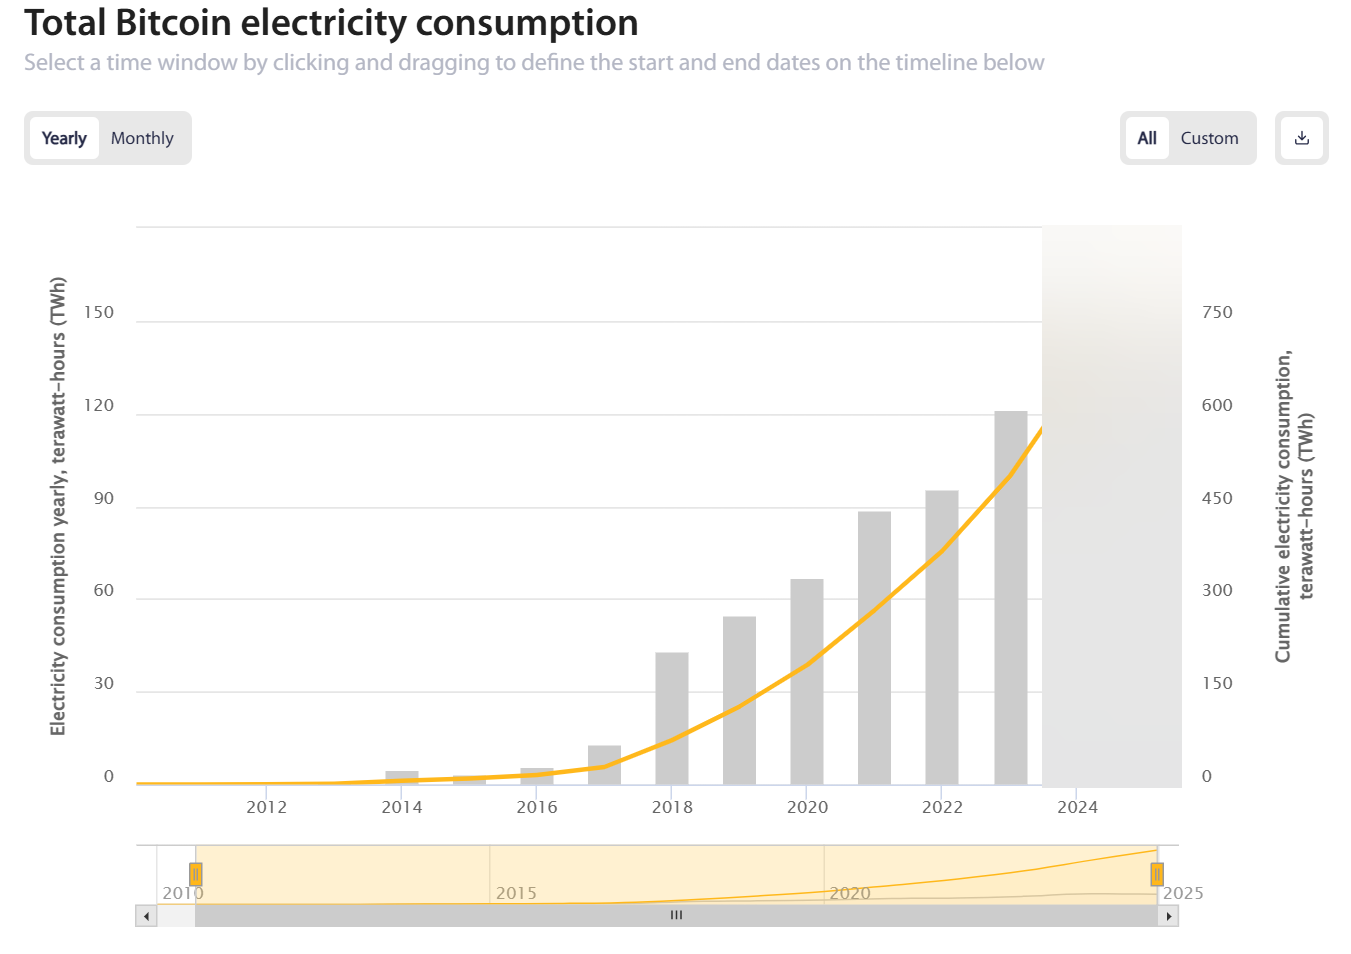 Total Bitcoin electricity consumption
Select a time window by clicking and dragging to define the start and end dates on the timeline below
Yearly Monthly
All Custom
Electricity consumption yearly, terawatt-hours (TWh)
150
120
90
60
30
0
750
600
450
300
150
0
Cumulative electricity consumption,
terawatt-hours (TWh)
2012 2014 2016 2018 2020 2022 2024
2010 2015 2020 2025